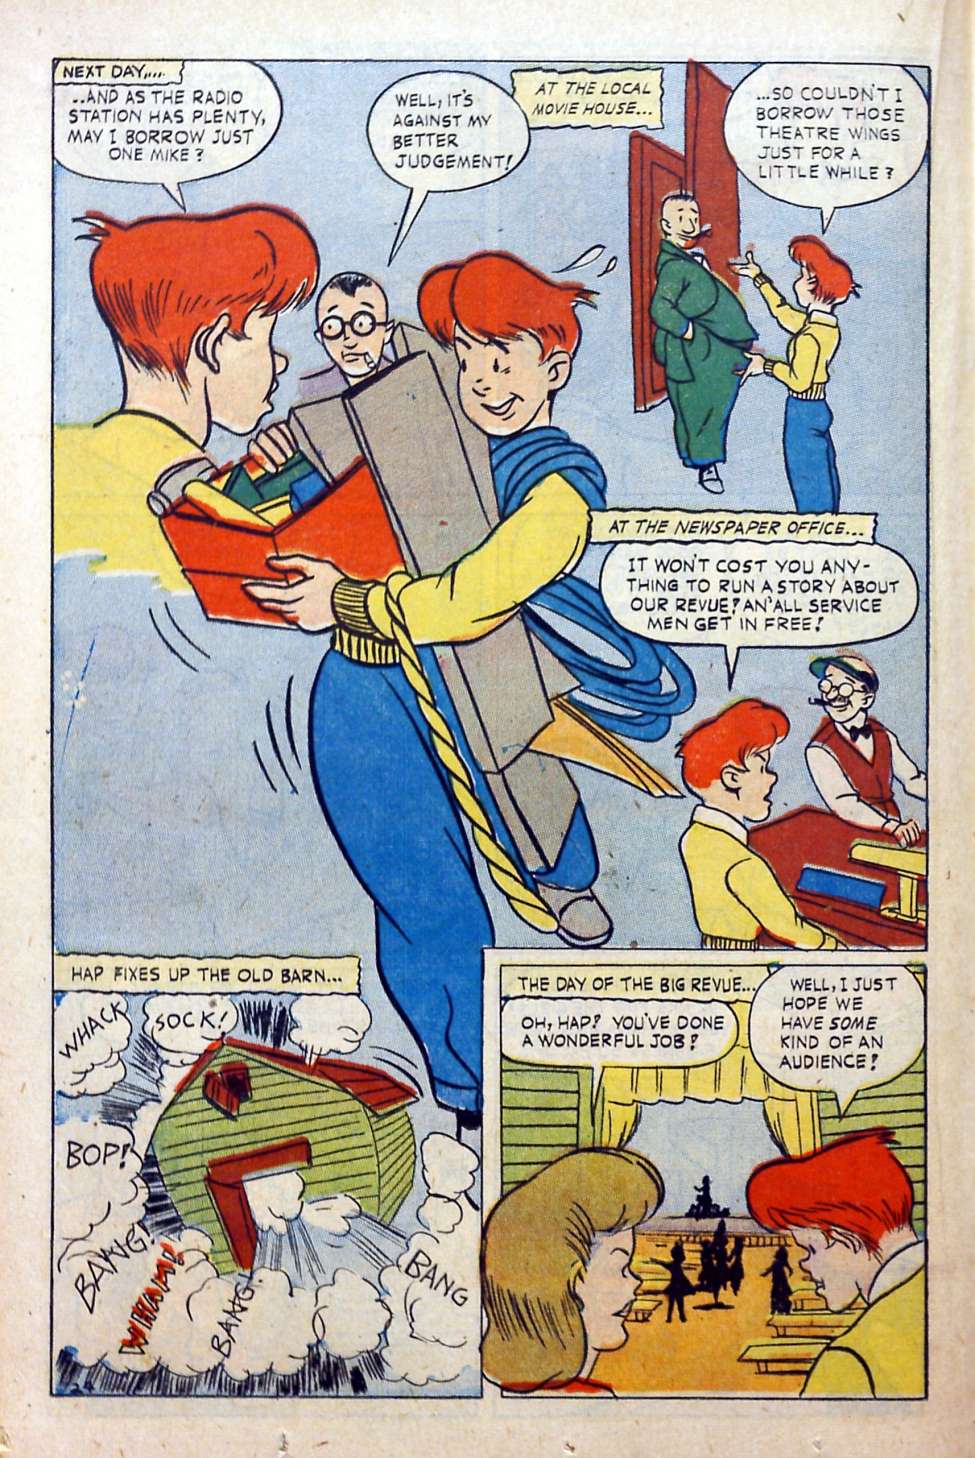 NEXT DAY,...
..AND AS THE RADIO
STATION HAS PLENTY,
MAY I BORROW JUST
ONE MIKE?
WELL, IT'S
AGAINST MY
BETTER
JUDGEMENT!
AT THE LOCAL
MOVIE HOUSE...
...SO COULDN'T I
BORROW THOSE
THEATRE WINGS
JUST FOR A
LITTLE WHILE?
AT THE NEWSPAPER OFFICE...
IT WON'T COST YOU ANY-
THING TO RUN A STORY ABOUT
OUR REVUE! AN' ALL SERVICE
MEN GET IN FREE!
HAP FIXES UP THE OLD BARN...
WHACK
SOCK!
BOP!
BANG!
WHAM!
BANG!
BANG
THE DAY OF THE BIG REVUE...
OH, HAP! YOU'VE DONE
A WONDERFUL JOB!
WELL, I JUST
HOPE WE
HAVE SOME
KIND OF AN
AUDIENCE!